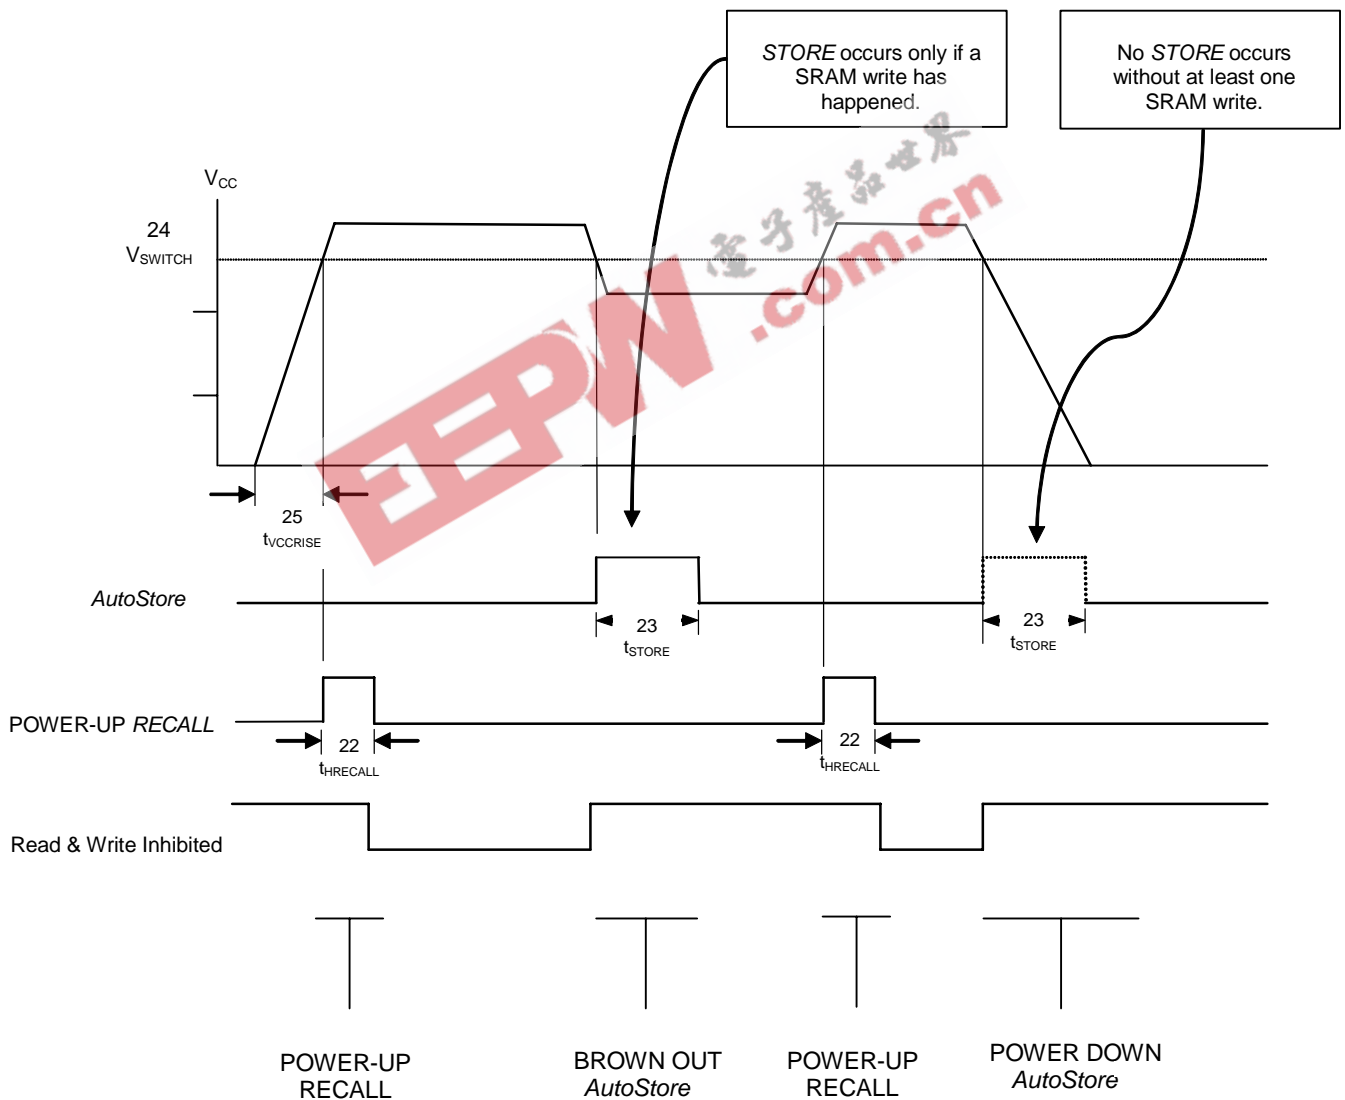 STORE occurs only if a
SRAM write has
happened.
No STORE occurs
without at least one
SRAM write.
VCC
24
VSWITCH
電子產品世界
EEPW.com.cn
25
tVCCRISE
AutoStore
23
tSTORE
23
tSTORE
POWER-UP RECALL
22
tHRECALL
22
tHRECALL
Read & Write Inhibited
POWER-UP
RECALL
BROWN OUT
AutoStore
POWER-UP
RECALL
POWER DOWN
AutoStore